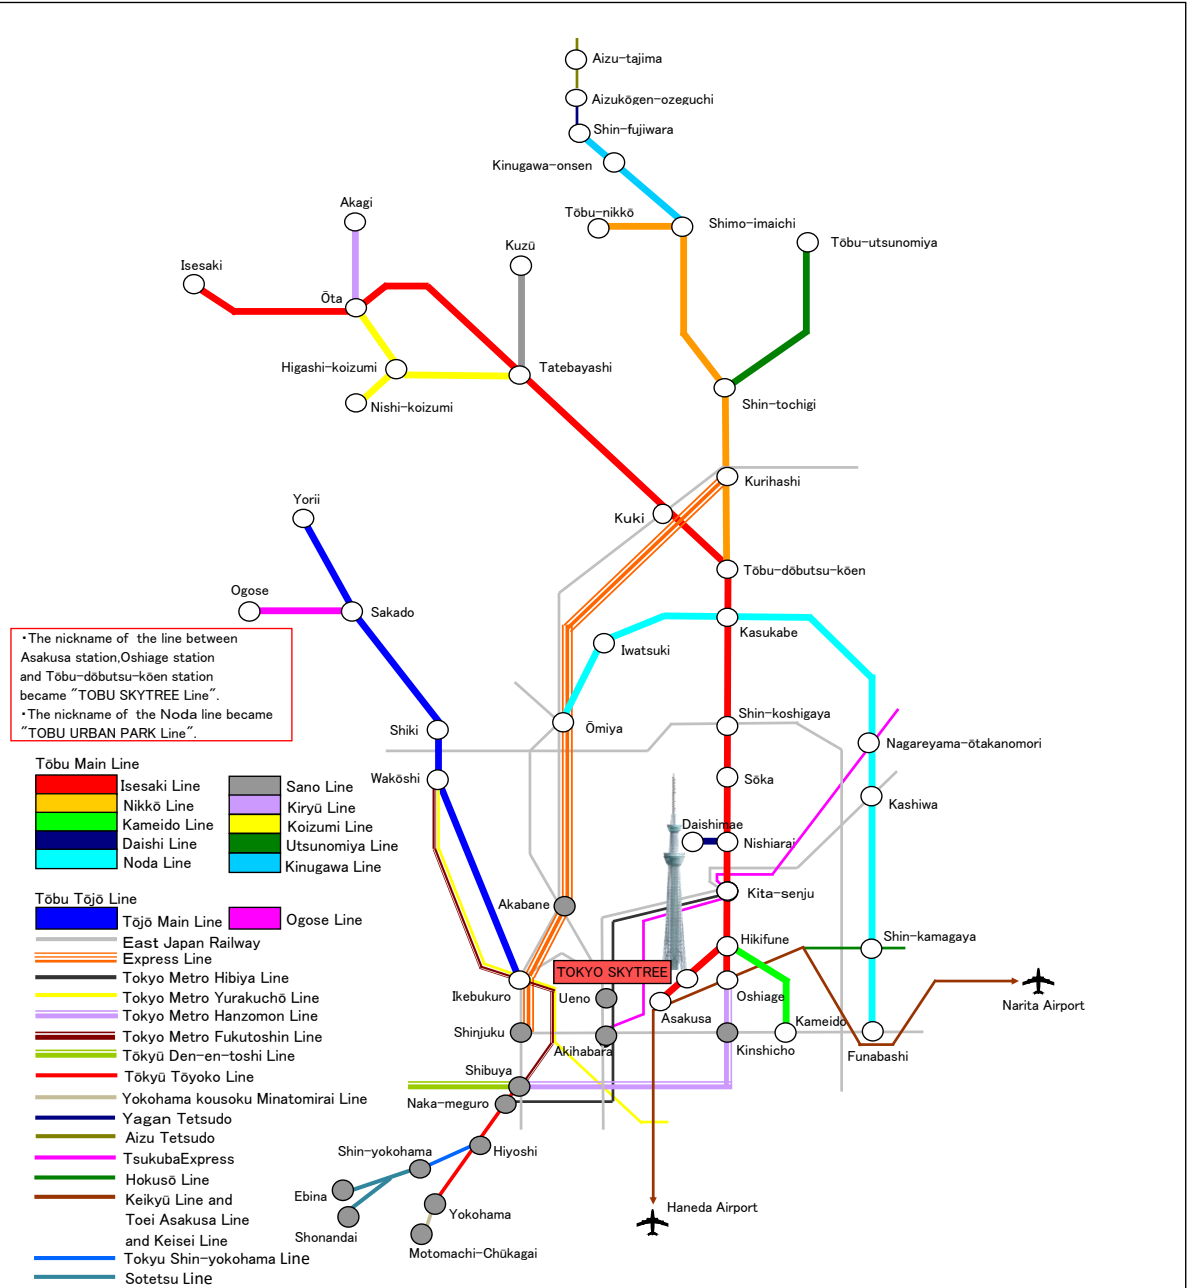 Aizu-tajima
Aizukōgen-ozeguchi
Shin-fujiwara
Kinugawa-onsen
Akagi
Tōbu-nikkō
Shimo-imaichi
Kuzū
Tōbu-utsunomiya
Isesaki
Ōta
Higashi-koizumi
Tatebayashi
Nishi-koizumi
Shin-tochigi
Kurihashi
Yorii
Kuki
Tōbu-dōbutsu-kōen
Ogose
Sakado
Kasukabe
Iwatsuki
・The nickname of the line between
Asakusa station,Oshiage station
and Tōbu-dōbutsu-kōen station
became "TOBU SKYTREE Line".
・The nickname of the Noda line became
"TOBU URBAN PARK Line".
Shiki
Ōmiya
Shin-koshigaya
Nagareyama-ōtakanomori
Wakōshi
Sōka
Kashiwa
Daishimae
Nishiarai
Kita-senju
Akabane
Hikifune
Shin-kamagaya
TOKYO SKYTREE
Ikebukuro
Ueno
Oshiage
Asakusa
Narita Airport
Shinjuku
Akihabara
Kinshicho
Kameido
Funabashi
Shibuya
Naka-meguro
Hiyoshi
Shin-yokohama
Ebina
Shonandai
Yokohama
Motomachi-Chūkagai
Haneda Airport
Tōbu Main Line
Isesaki Line
Nikkō Line
Kameido Line
Daishi Line
Noda Line
Sano Line
Kiryū Line
Koizumi Line
Utsunomiya Line
Kinugawa Line
Tōbu Tōjō Line
Tōjō Main Line
Ogose Line
East Japan Railway
Express Line
Tokyo Metro Hibiya Line
Tokyo Metro Yurakuchō Line
Tokyo Metro Hanzomon Line
Tokyo Metro Fukutoshin Line
Tōkyū Den-en-toshi Line
Tōkyū Tōyoko Line
Yokohama kousoku Minatomirai Line
Yagan Tetsudo
Aizu Tetsudo
TsukubaExpress
Hokusō Line
Keikyū Line and
Toei Asakusa Line
and Keisei Line
Tokyu Shin-yokohama Line
Sotetsu Line